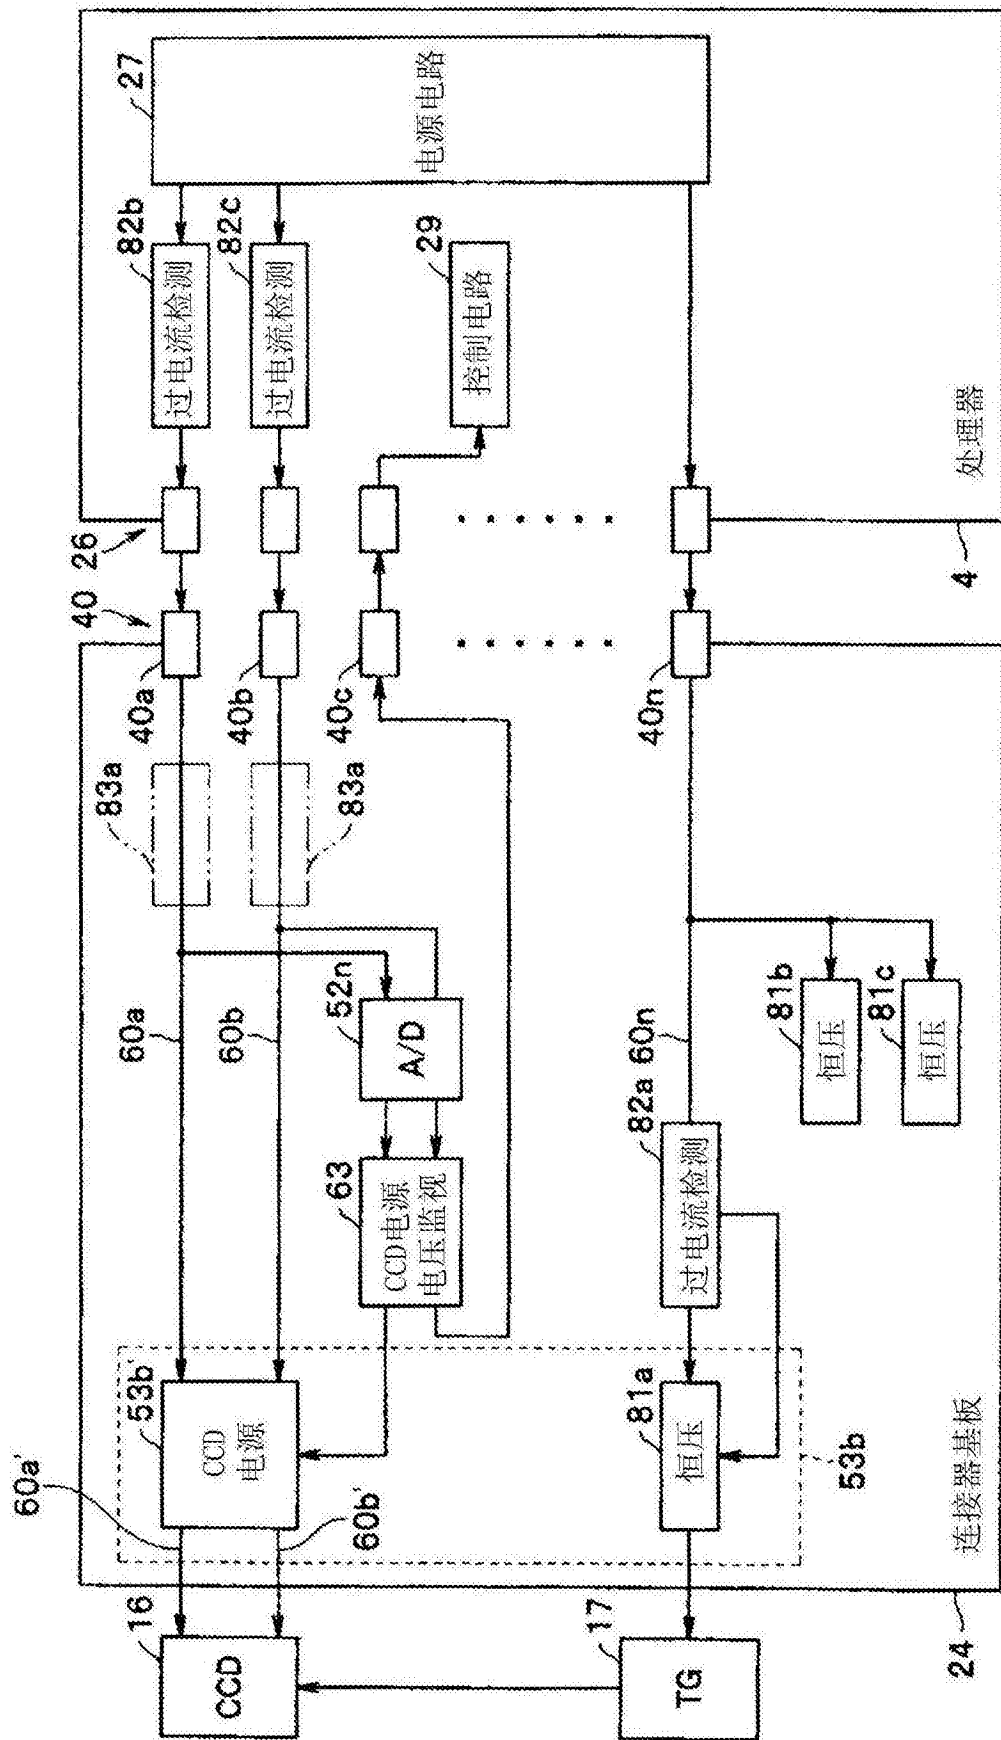 60a'
53b'
60a
83a
40a
40
26
82b
27
16
CCD
CCD
电源
60b'
60b
52n
A/D
63
CCD电源
电压监视
83a
40b
40c
过电流检测
82c
过电流检测
29
控制电路
电源电路
17
TG
81a
恒压
53b
82a
过电流检测
60n
81b
恒压
81c
恒压
40n
24
连接器基板
4
处理器